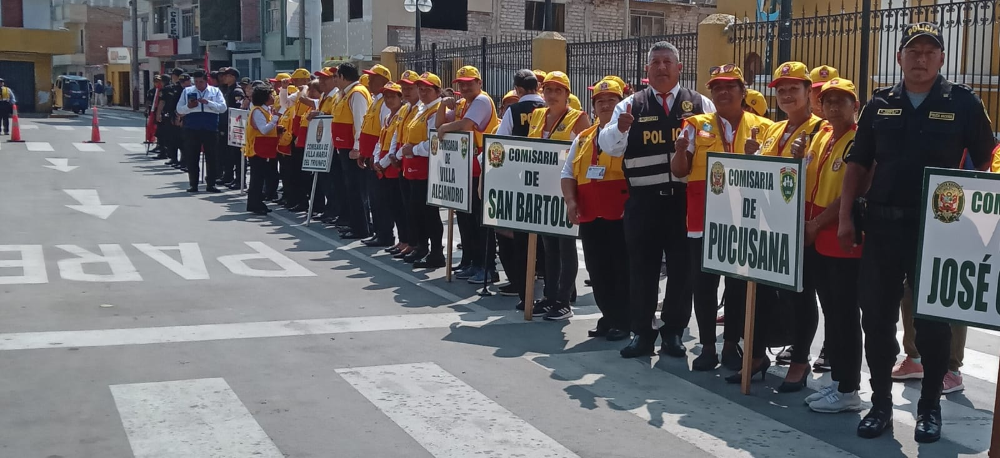 CAFE
COMISARIA DE
VILLA MARIA
DEL TRIUNFO
COMISARIA
DE
VILLA
ALEJANDRO
COMISARIA
DE
SAN BARTOLO
COMISARIA
DE
PUCUSANA
JOSÉ
POLICIA
POLICIA NACIONAL
PARE